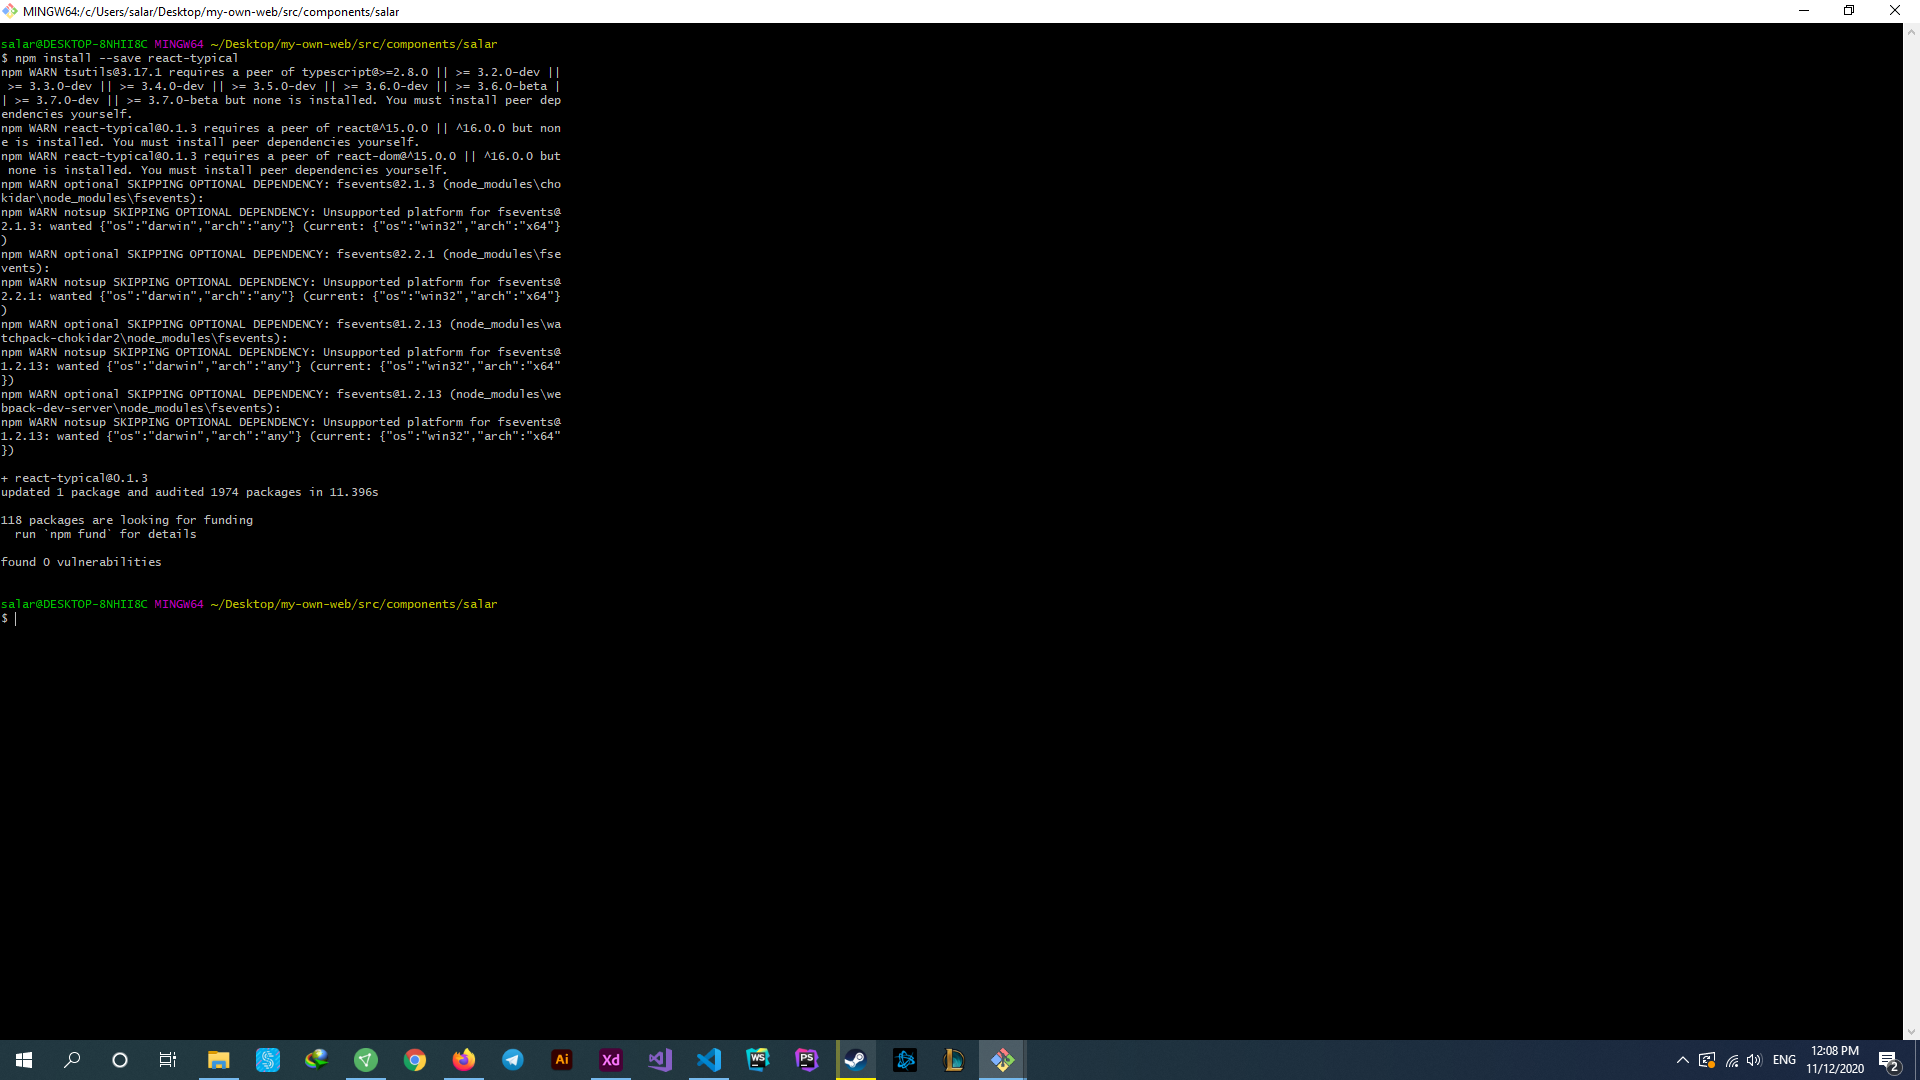 MINGW64:/c/Users/salar/Desktop/my-own-web/src/components/salar
salar@DESKTOP-8NHII8C MINGW64 ~/Desktop/my-own-web/src/components/salar
$ npm install --save react-typical
npm WARN tsutils@3.17.1 requires a peer of typescript@>=2.8.0 || >= 3.2.0-dev ||
 >= 3.3.0-dev || >= 3.4.0-dev || >= 3.5.0-dev || >= 3.6.0-dev || >= 3.6.0-beta |
| >= 3.7.0-dev || >= 3.7.0-beta but none is installed. You must install peer dep
endencies yourself.
npm WARN react-typical@0.1.3 requires a peer of react@^15.0.0 || ^16.0.0 but non
e is installed. You must install peer dependencies yourself.
npm WARN react-typical@0.1.3 requires a peer of react-dom@^15.0.0 || ^16.0.0 but
 none is installed. You must install peer dependencies yourself.
npm WARN optional SKIPPING OPTIONAL DEPENDENCY: fsevents@2.1.3 (node_modules\cho
kidar\node_modules\fsevents):
npm WARN notsup SKIPPING OPTIONAL DEPENDENCY: Unsupported platform for fsevents@
2.1.3: wanted {"os":"darwin","arch":"any"} (current: {"os":"win32","arch":"x64"}
)
npm WARN optional SKIPPING OPTIONAL DEPENDENCY: fsevents@2.2.1 (node_modules\fse
vents):
npm WARN notsup SKIPPING OPTIONAL DEPENDENCY: Unsupported platform for fsevents@
2.2.1: wanted {"os":"darwin","arch":"any"} (current: {"os":"win32","arch":"x64"}
)
npm WARN optional SKIPPING OPTIONAL DEPENDENCY: fsevents@1.2.13 (node_modules\wa
tchpack-chokidar2\node_modules\fsevents):
npm WARN notsup SKIPPING OPTIONAL DEPENDENCY: Unsupported platform for fsevents@
1.2.13: wanted {"os":"darwin","arch":"any"} (current: {"os":"win32","arch":"x64"
})
npm WARN optional SKIPPING OPTIONAL DEPENDENCY: fsevents@1.2.13 (node_modules\we
bpack-dev-server\node_modules\fsevents):
npm WARN notsup SKIPPING OPTIONAL DEPENDENCY: Unsupported platform for fsevents@
1.2.13: wanted {"os":"darwin","arch":"any"} (current: {"os":"win32","arch":"x64"
})
+ react-typical@0.1.3
updated 1 package and audited 1974 packages in 11.396s
118 packages are looking for funding
  run `npm fund` for details
found 0 vulnerabilities
salar@DESKTOP-8NHII8C MINGW64 ~/Desktop/my-own-web/src/components/salar
$
Ai
Xd
WS
PS
ENG
12:08 PM
11/12/2020
2